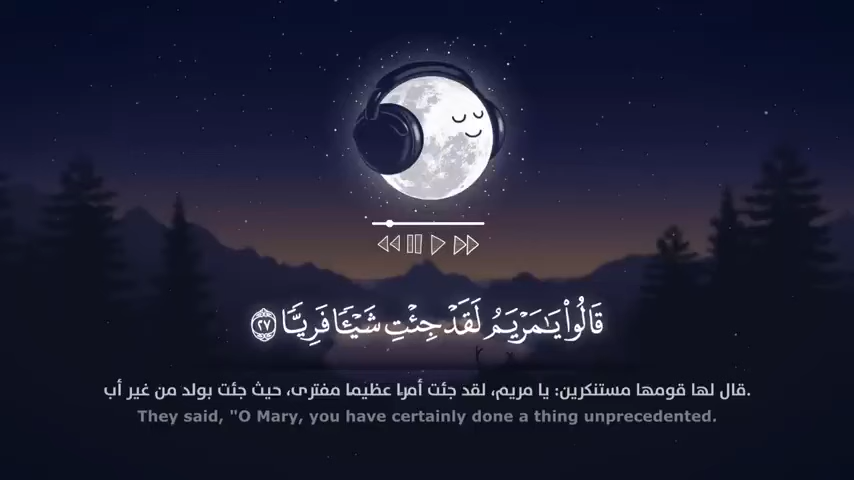 قَالُوا۟ يَـٰمَرْيَمُ لَقَدْ جِئْتِ شَيْـًٔا فَرِيًّا ٢٧
قال لها قومها مستنكرين: يا مريم، لقد جئت أمرا عظيما مفترى، حيث جئت بولد من غير أب.
They said, "O Mary, you have certainly done a thing unprecedented.